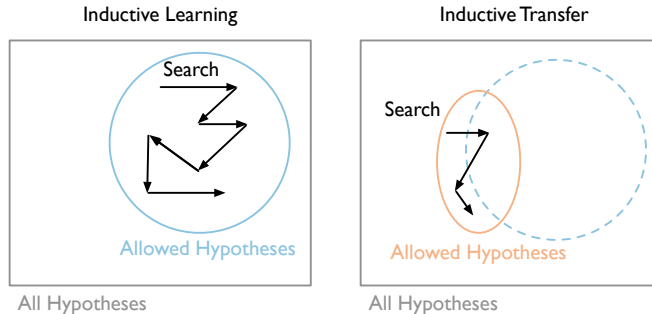 Inductive Learning
Search
Allowed Hypotheses
All Hypotheses
Inductive Transfer
Search
Allowed Hypotheses
All Hypotheses